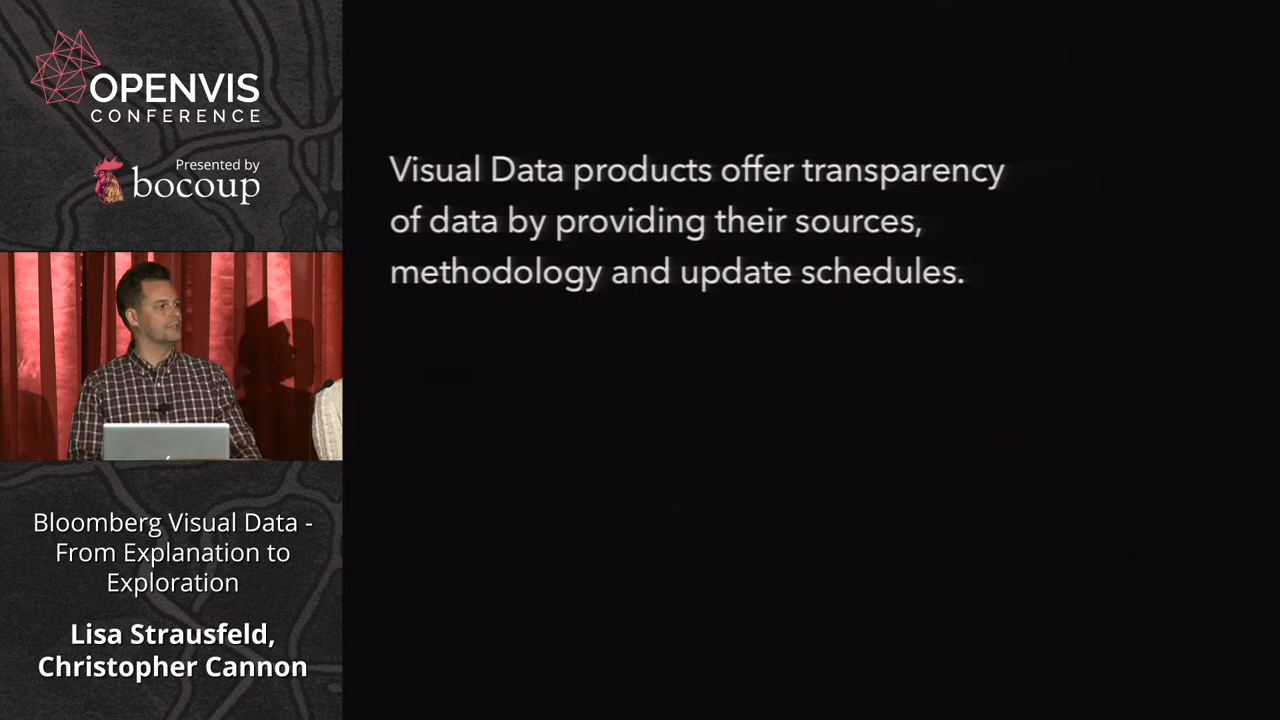 OPENVIS
CONFERENCE
Presented by
bocoup
Visual Data products offer transparency
of data by providing their sources,
methodology and update schedules.
Bloomberg Visual Data -
From Explanation to
Exploration
Lisa Strausfeld,
Christopher Cannon